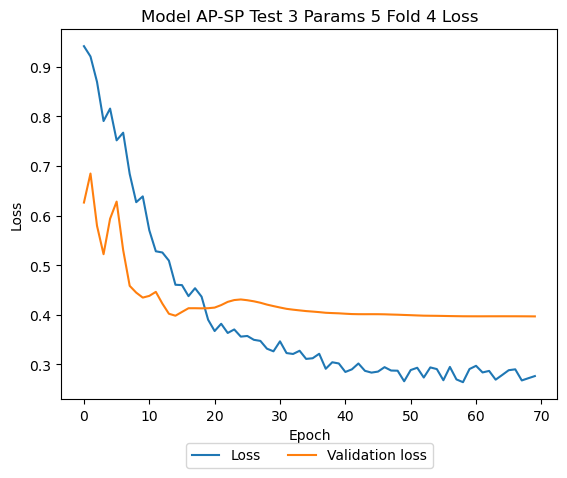 Model AP-SP Test 3 Params 5 Fold 4 Loss
0.9
0.8
0.7
0.6
0.5
0.4
0.3
Loss
0 10 20 30 40 50 60 70
Epoch
Loss Validation loss